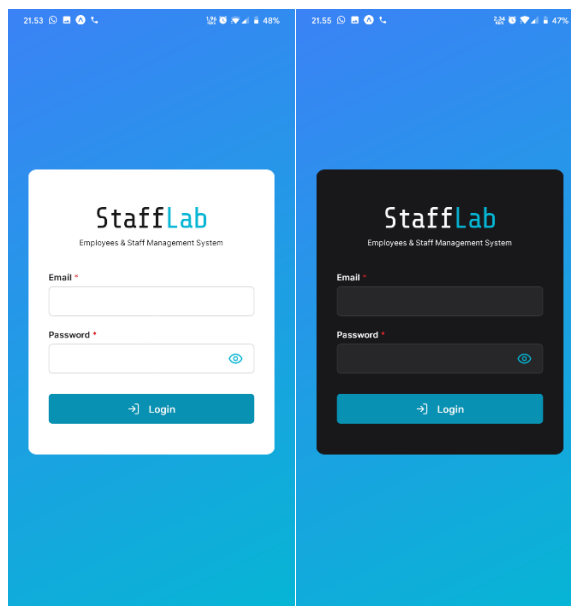 21.53
48%
StaffLab
Employees & Staff Management System
Email *
Password *
Login
21.55
47%
StaffLab
Employees & Staff Management System
Email *
Password *
Login